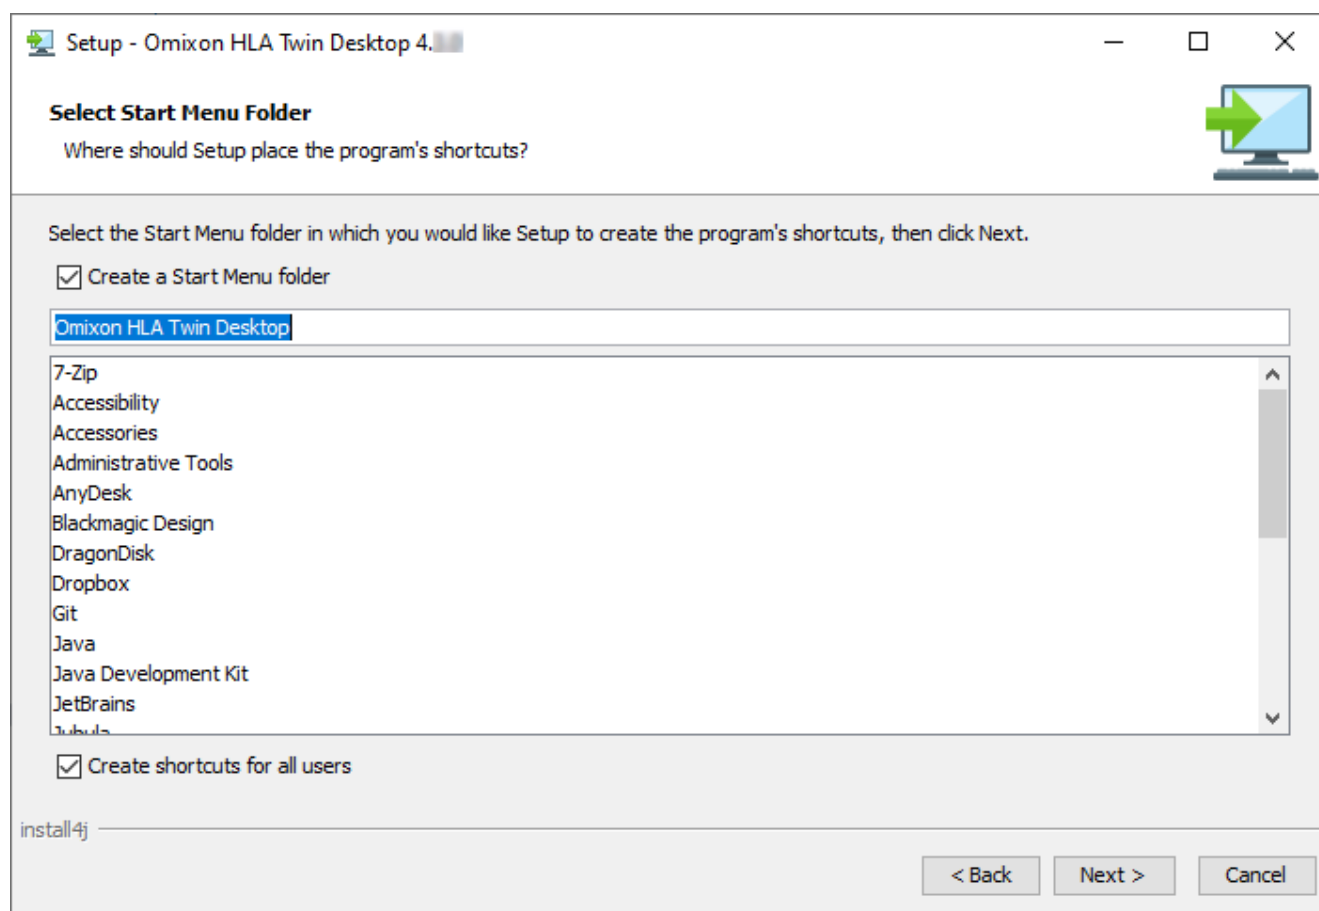 Setup - Omixon HLA Twin Desktop 4.
Select Start Menu Folder
Where should Setup place the program's shortcuts?
Select the Start Menu folder in which you would like Setup to create the program's shortcuts, then click Next.
Create a Start Menu folder
Omixon HLA Twin Desktop
7-Zip
Accessibility
Accessories
Administrative Tools
AnyDesk
Blackmagic Design
DragonDisk
Dropbox
Git
Java
Java Development Kit
JetBrains
Create shortcuts for all users
install4j
< Back Next > Cancel